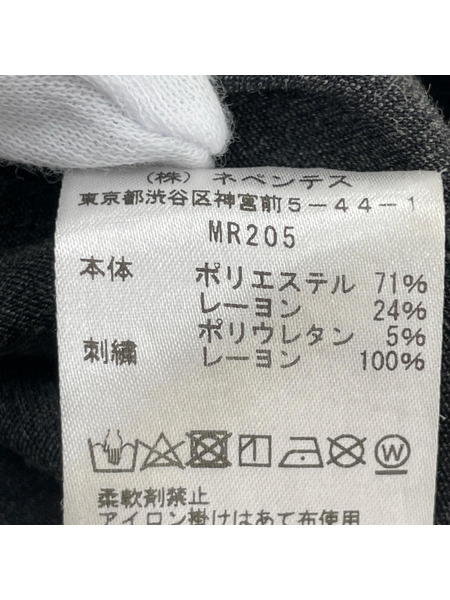 (株) ネペンテス
東京都渋谷区神宮前5-44-1
MR205
本体 ポリエステル 71%
レーヨン 24%
ポリウレタン 5%
刺繍 レーヨン 100%
W
柔軟剤禁止
アイロン掛けはあて布使用